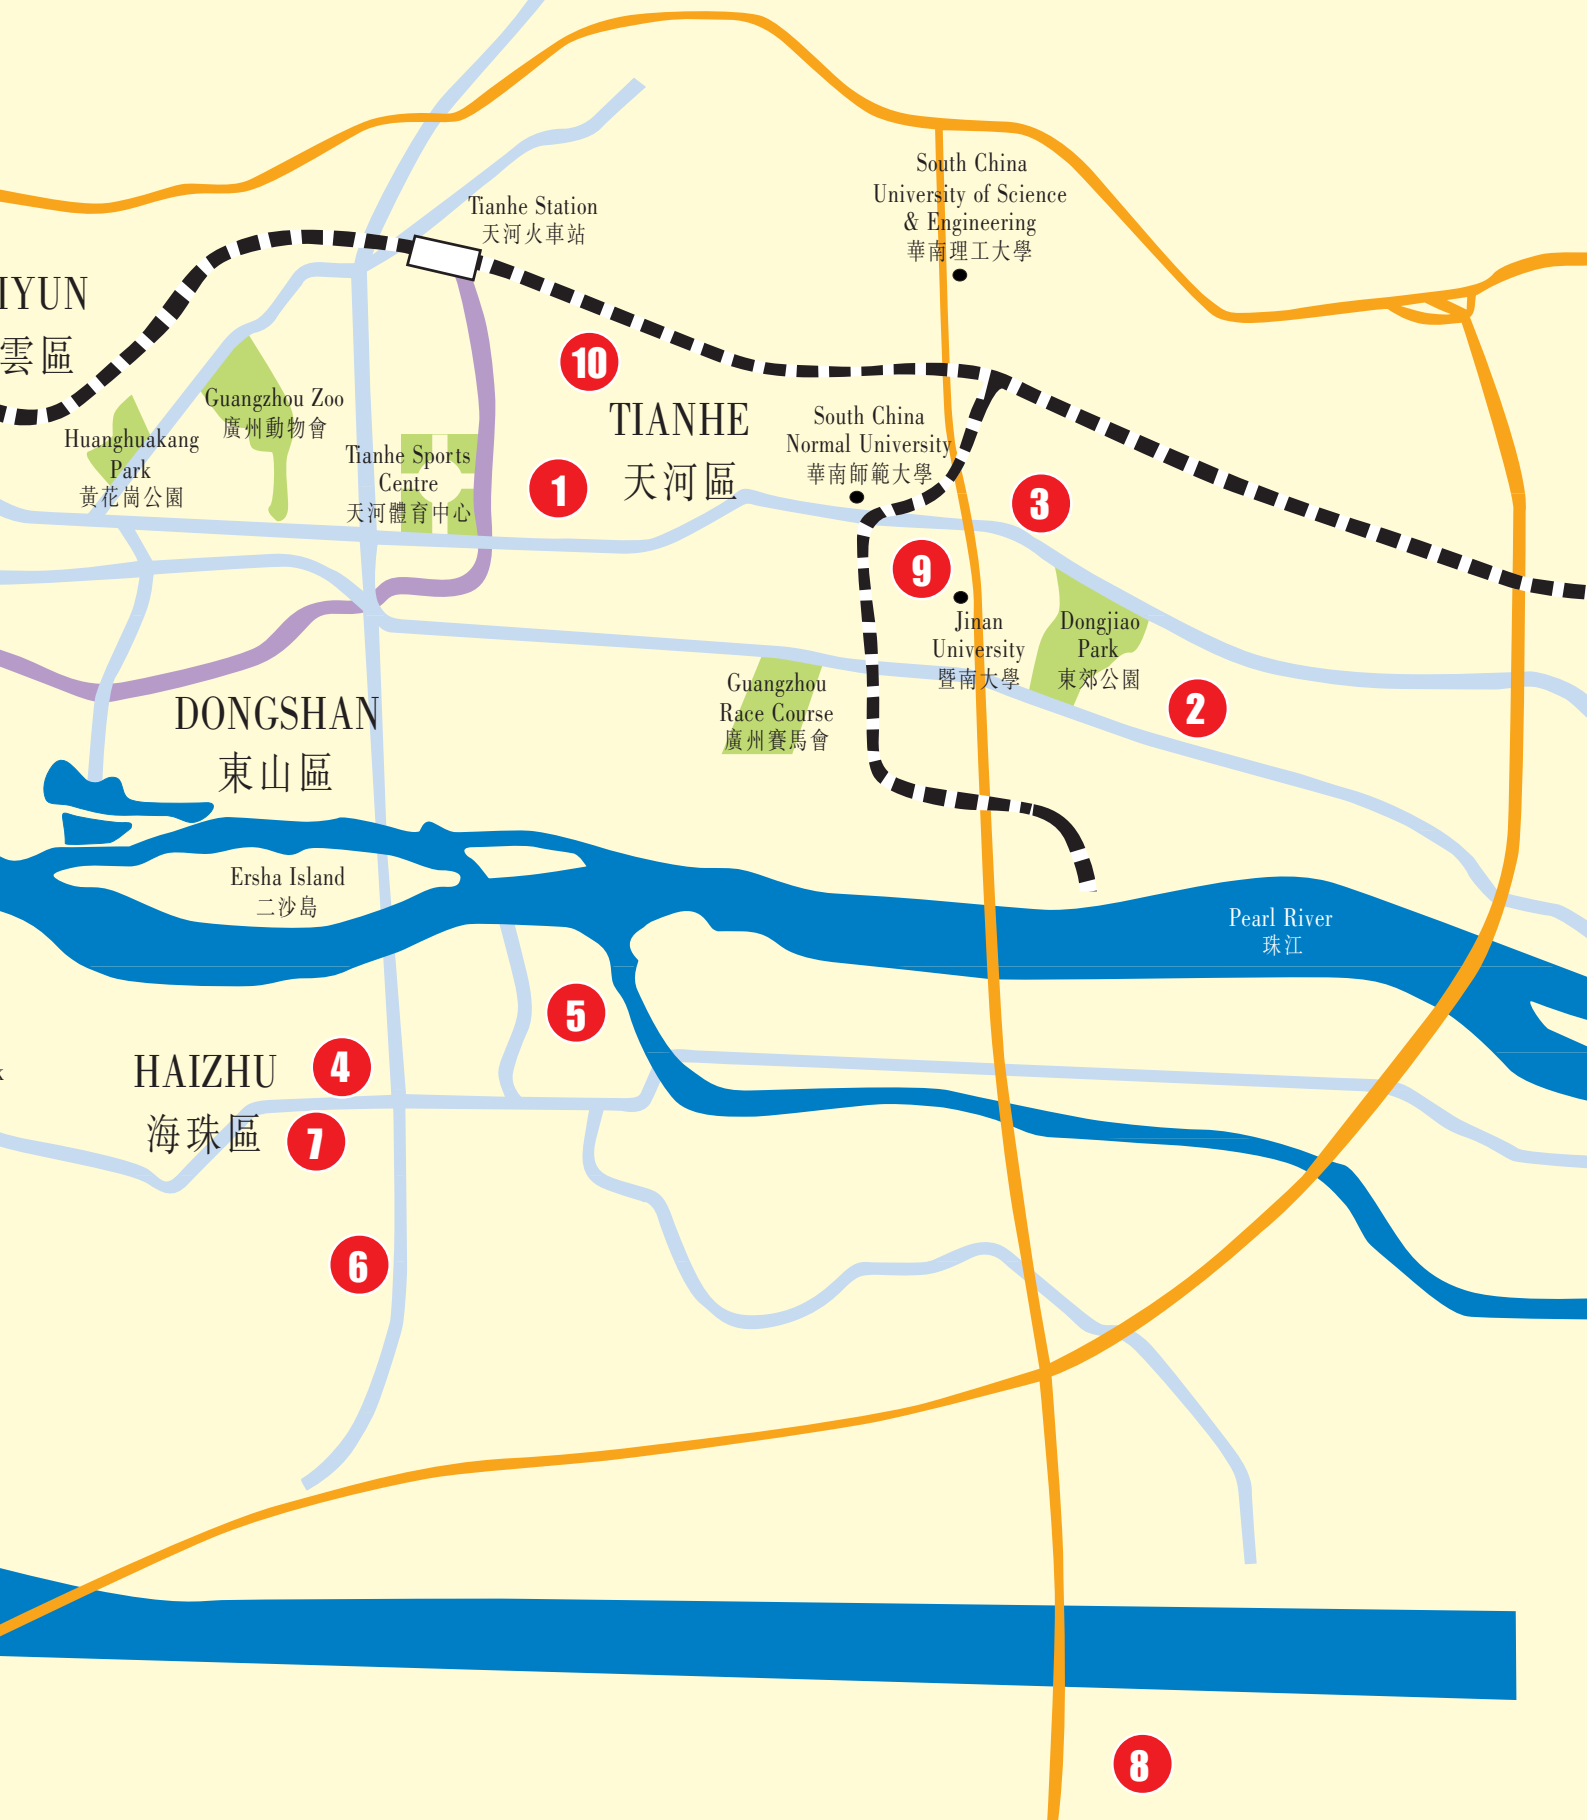 South China
University of Science
& Engineering
華南理工大學
Tianhe Station
天河火車站
IYUN
雲區
10
Guangzhou Zoo
廣州動物會
Huanghuakang
Park
黃花崗公園
Tianhe Sports
Centre
天河體育中心
TIANHE
天河區
1
South China
Normal University
華南師範大學
3
9
Jinan
University
暨南大學
Dongjiao
Park
東郊公園
2
Guangzhou
Race Course
廣州賽馬會
DONGSHAN
東山區
Ersha Island
二沙島
Pearl River
珠江
5
HAIZHU
海珠區
4
7
k
6
8